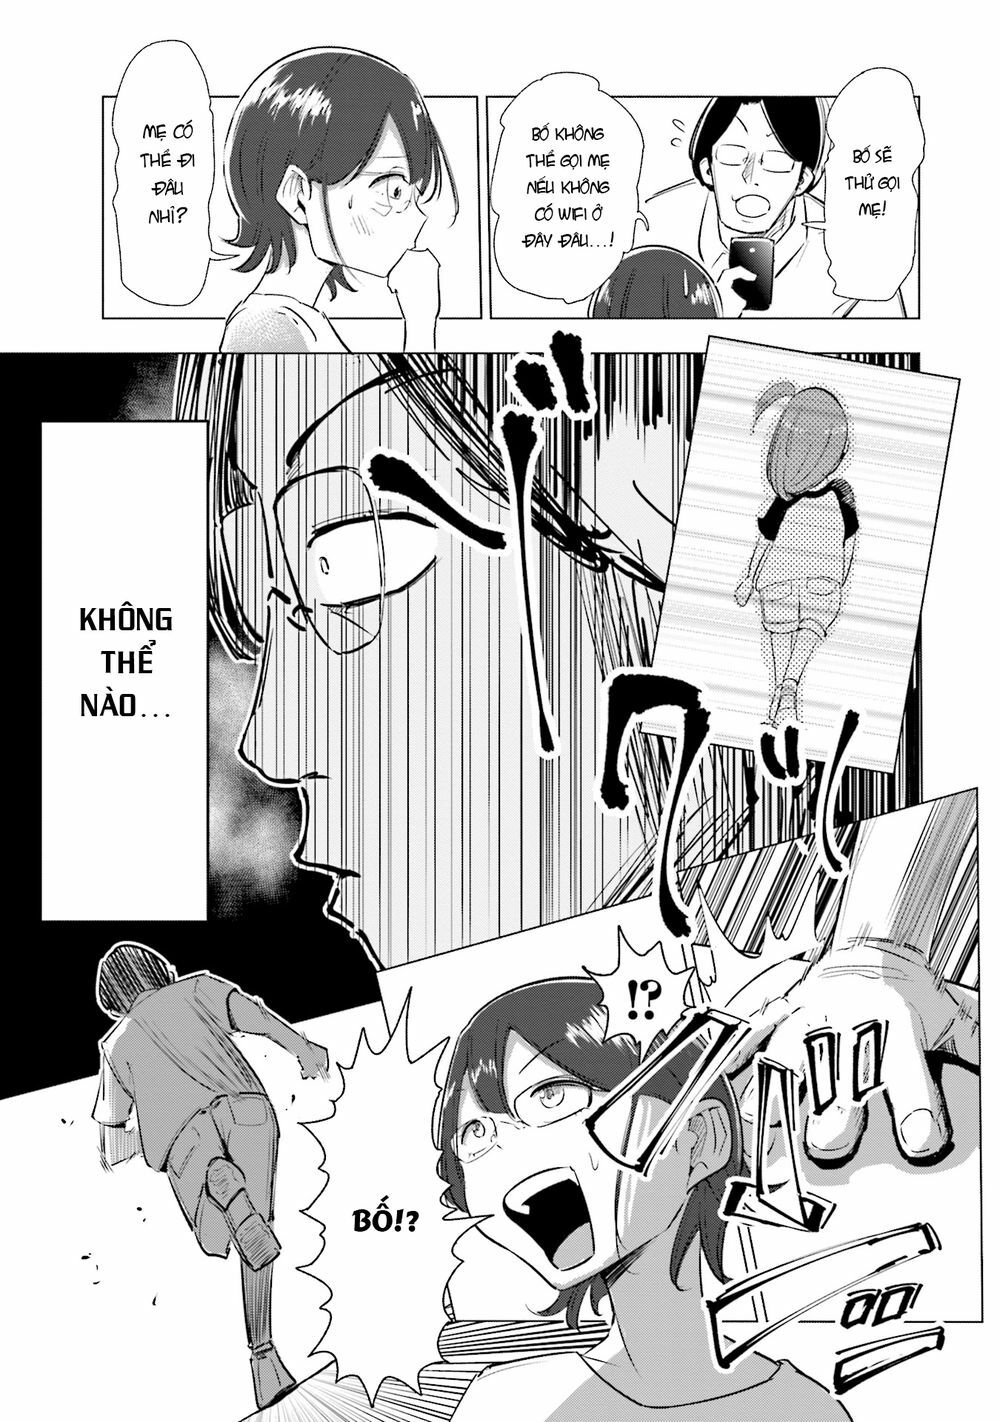 BỐ SẼ
THỬ GỌI
MẸ!
BỐ KHÔNG
THỂ GỌI MẸ
NẾU KHÔNG
CÓ WIFI Ở
ĐÂY ĐÂU...!
MẸ CÓ
THỂ ĐI
ĐÂU
NHỈ?
KHÔNG
THỂ
NÀO...
!?
BỐ!?